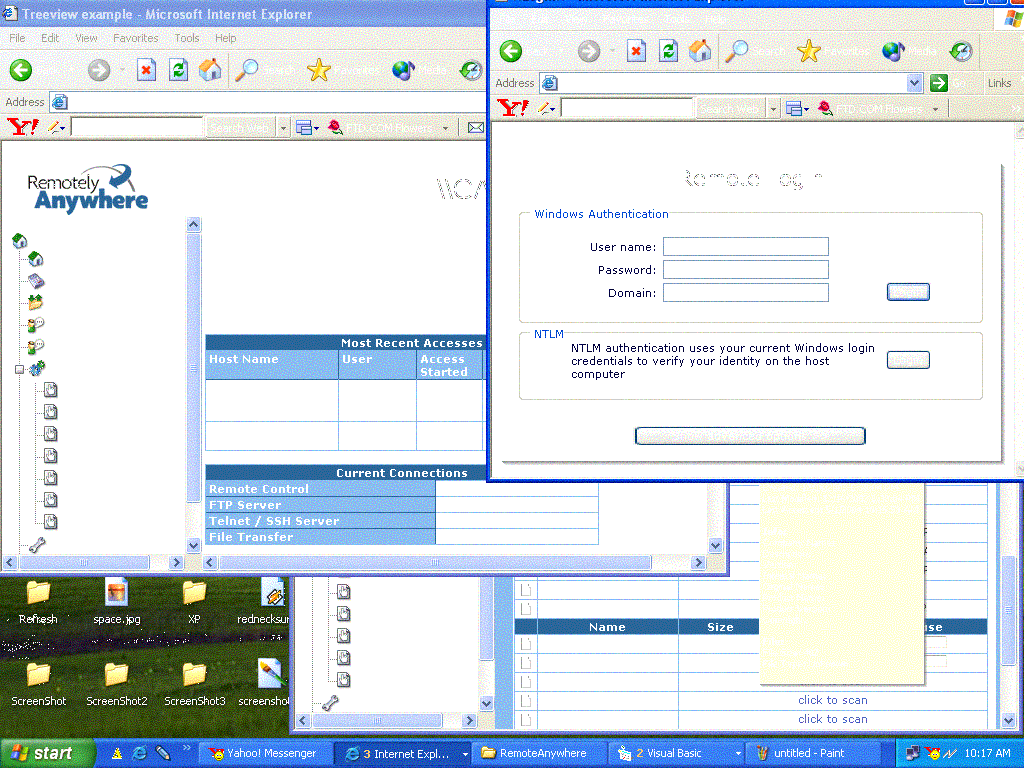 Treeview example - Microsoft Internet Explorer
File Edit View Favorites Tools Help
Address
Y!
Remotely
Anywhere
\\CA
Most Recent Accesses
Host Name User Access Started
Current Connections
Remote Control
FTP Server
Telnet / SSH Server
File Transfer
Address Links
Y!
Remote Login
Windows Authentication
User name:
Password:
Domain:
NTLM
NTLM authentication uses your current Windows login
credentials to verify your identity on the host
computer
Name Size
click to scan
click to scan
Refresh space.jpg XP rednecksur
ScreenShot ScreenShot2 ScreenShot3 screenshot
start Yahoo! Messenger 3 Internet Expl... RemoteAnywhere 2 Visual Basic untitled - Paint 10:17 AM